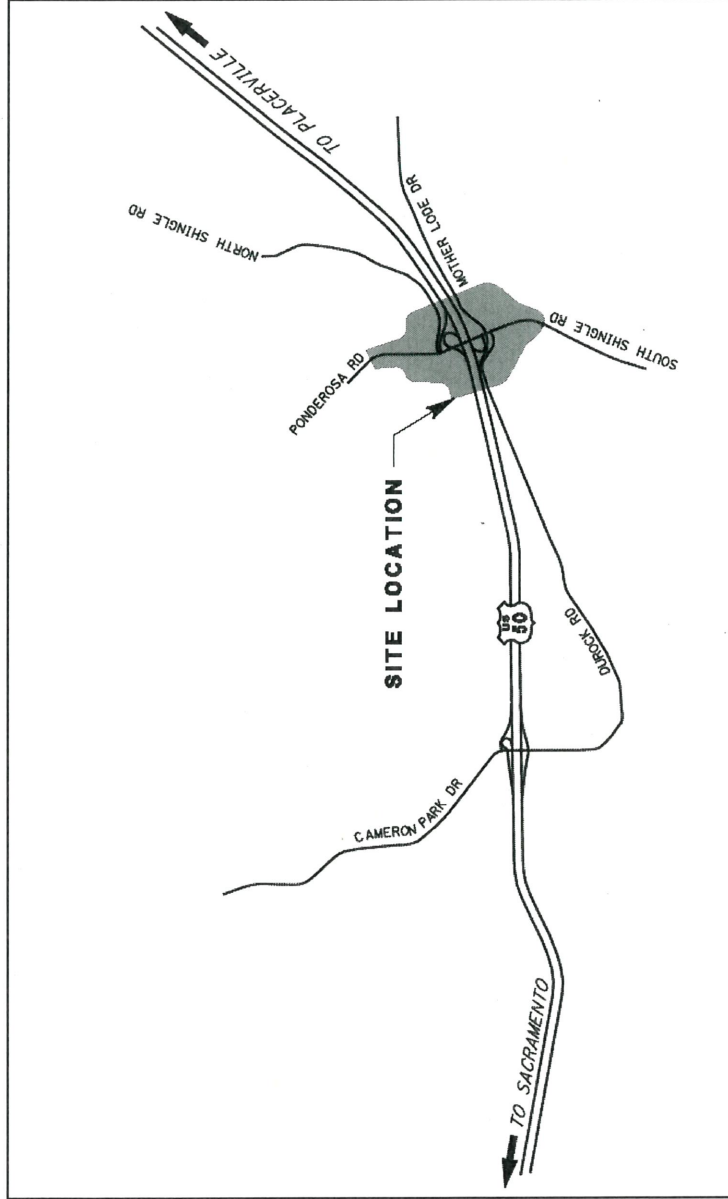 TO PLACERVILLE
NORTH SHINGLE RD
MOTHER LODE DR
PONDEROSA RD
SOUTH SHINGLE RD
SITE LOCATION
US
50
DUROCK RD
CAMERON PARK DR
TO SACRAMENTO